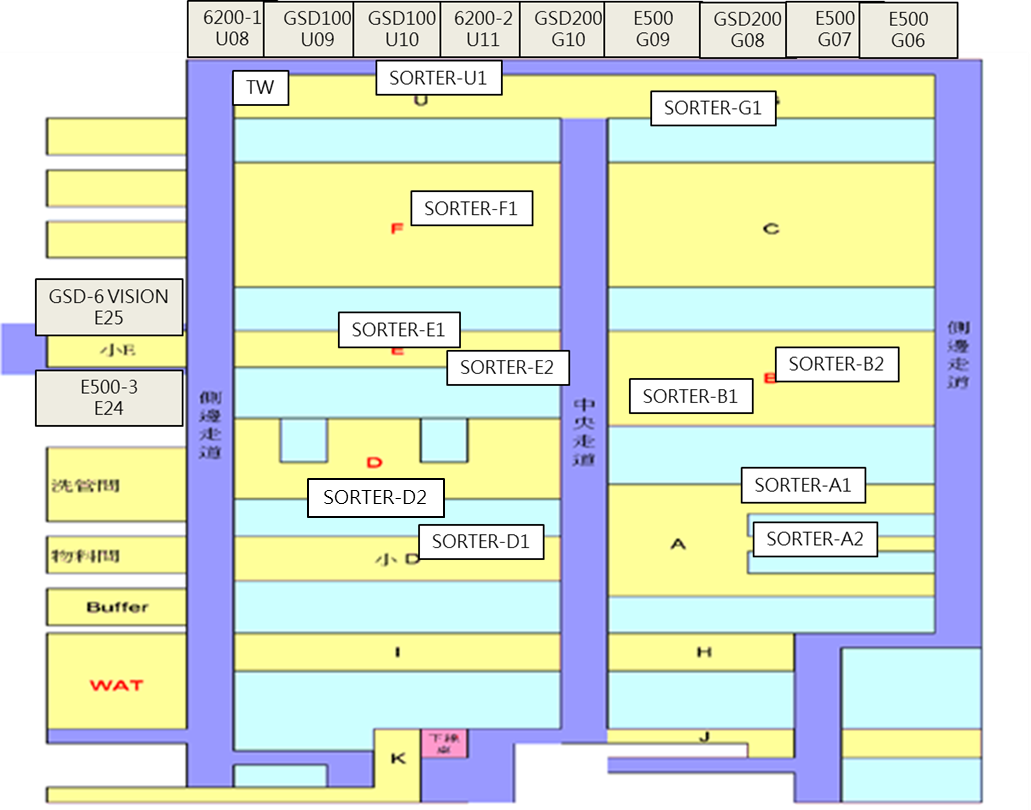 6200-1
U08
GSD100
U09
GSD100
U10
6200-2
U11
GSD200
G10
E500
G09
GSD200
G08
E500
G07
E500
G06
TW
SORTER-U1
U
SORTER-G1
SORTER-F1
F
C
GSD-6 VISION
E25
小E
E500-3
E24
SORTER-E1
E
SORTER-E2
SORTER-B2
B
SORTER-B1
側邊走道
側邊走道
中央走道
D
洗管間
SORTER-D2
SORTER-A1
SORTER-D1
SORTER-A2
A
物料間
小D
Buffer
I
H
WAT
J
K